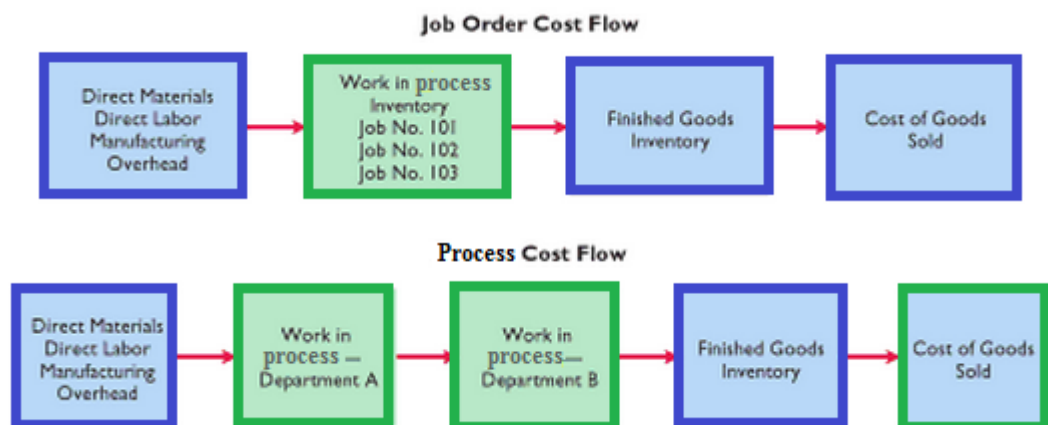 Job Order Cost Flow
Direct Materials
Direct Labor
Manufacturing
Overhead
Work in process
Inventory
Job No. 101
Job No. 102
Job No. 103
Finished Goods
Inventory
Cost of Goods
Sold
Process Cost Flow
Direct Materials
Direct Labor
Manufacturing
Overhead
Work in
process —
Department A
Work in
process—
Department B
Finished Goods
Inventory
Cost of Goods
Sold